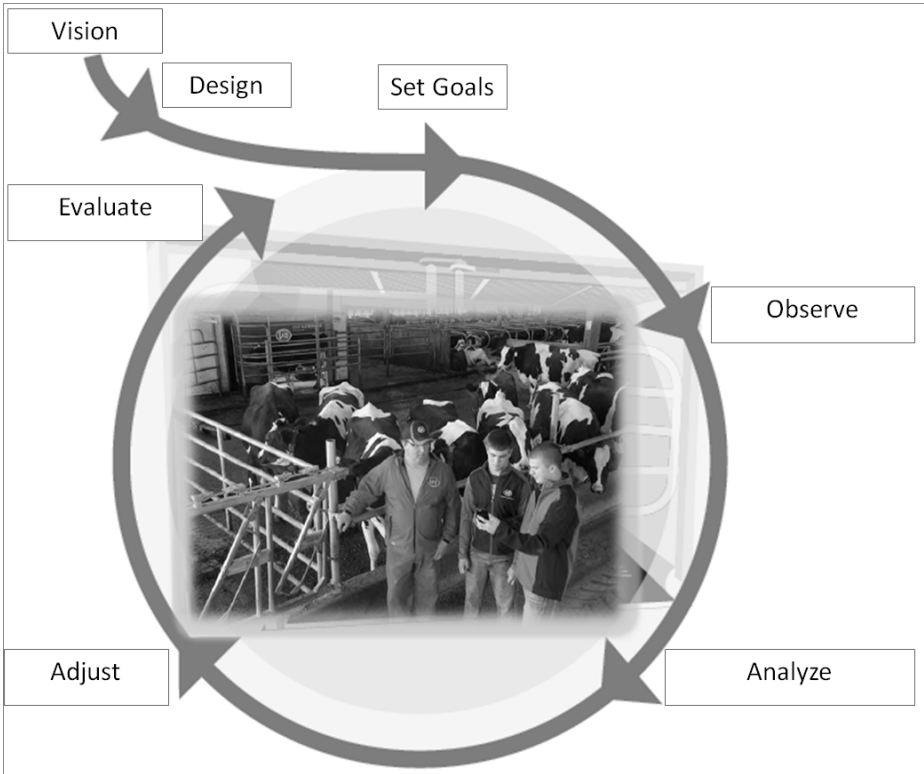 Vision
Design
Set Goals
Evaluate
Observe
Adjust
Analyze